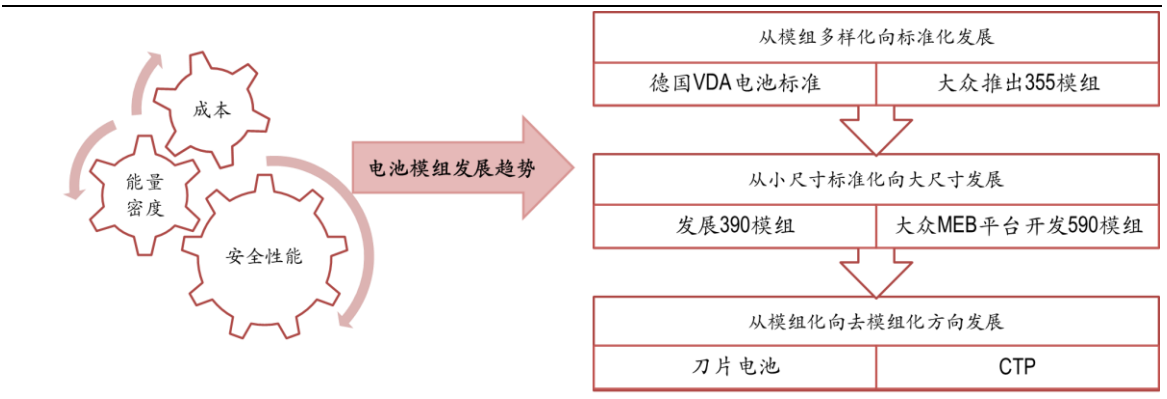 成本
能量
密度
安全性能
电池模组发展趋势
从模组多样化向标准化发展
德国VDA电池标准
大众推出355模组
从小尺寸标准化向大尺寸发展
发展390模组
大众MEB平台开发590模组
从模组化向去模组化方向发展
刀片电池
CTP